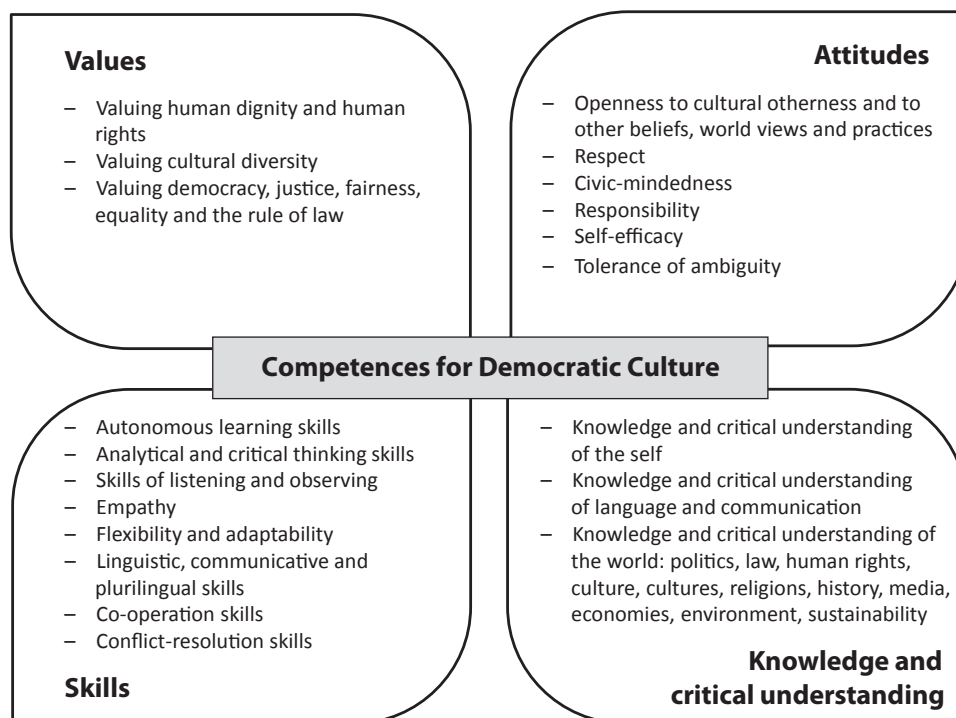 Values
– Valuing human dignity and human
rights
– Valuing cultural diversity
– Valuing democracy, justice, fairness,
equality and the rule of law
Attitudes
– Openness to cultural otherness and to
other beliefs, world views and practices
– Respect
– Civic-mindedness
– Responsibility
– Self-efficacy
– Tolerance of ambiguity
Competences for Democratic Culture
– Autonomous learning skills
– Analytical and critical thinking skills
– Skills of listening and observing
– Empathy
– Flexibility and adaptability
– Linguistic, communicative and
plurilingual skills
– Co-operation skills
– Conflict-resolution skills
Skills
– Knowledge and critical understanding
of the self
– Knowledge and critical understanding
of language and communication
– Knowledge and critical understanding of
the world: politics, law, human rights,
culture, cultures, religions, history, media,
economies, environment, sustainability
Knowledge and
critical understanding